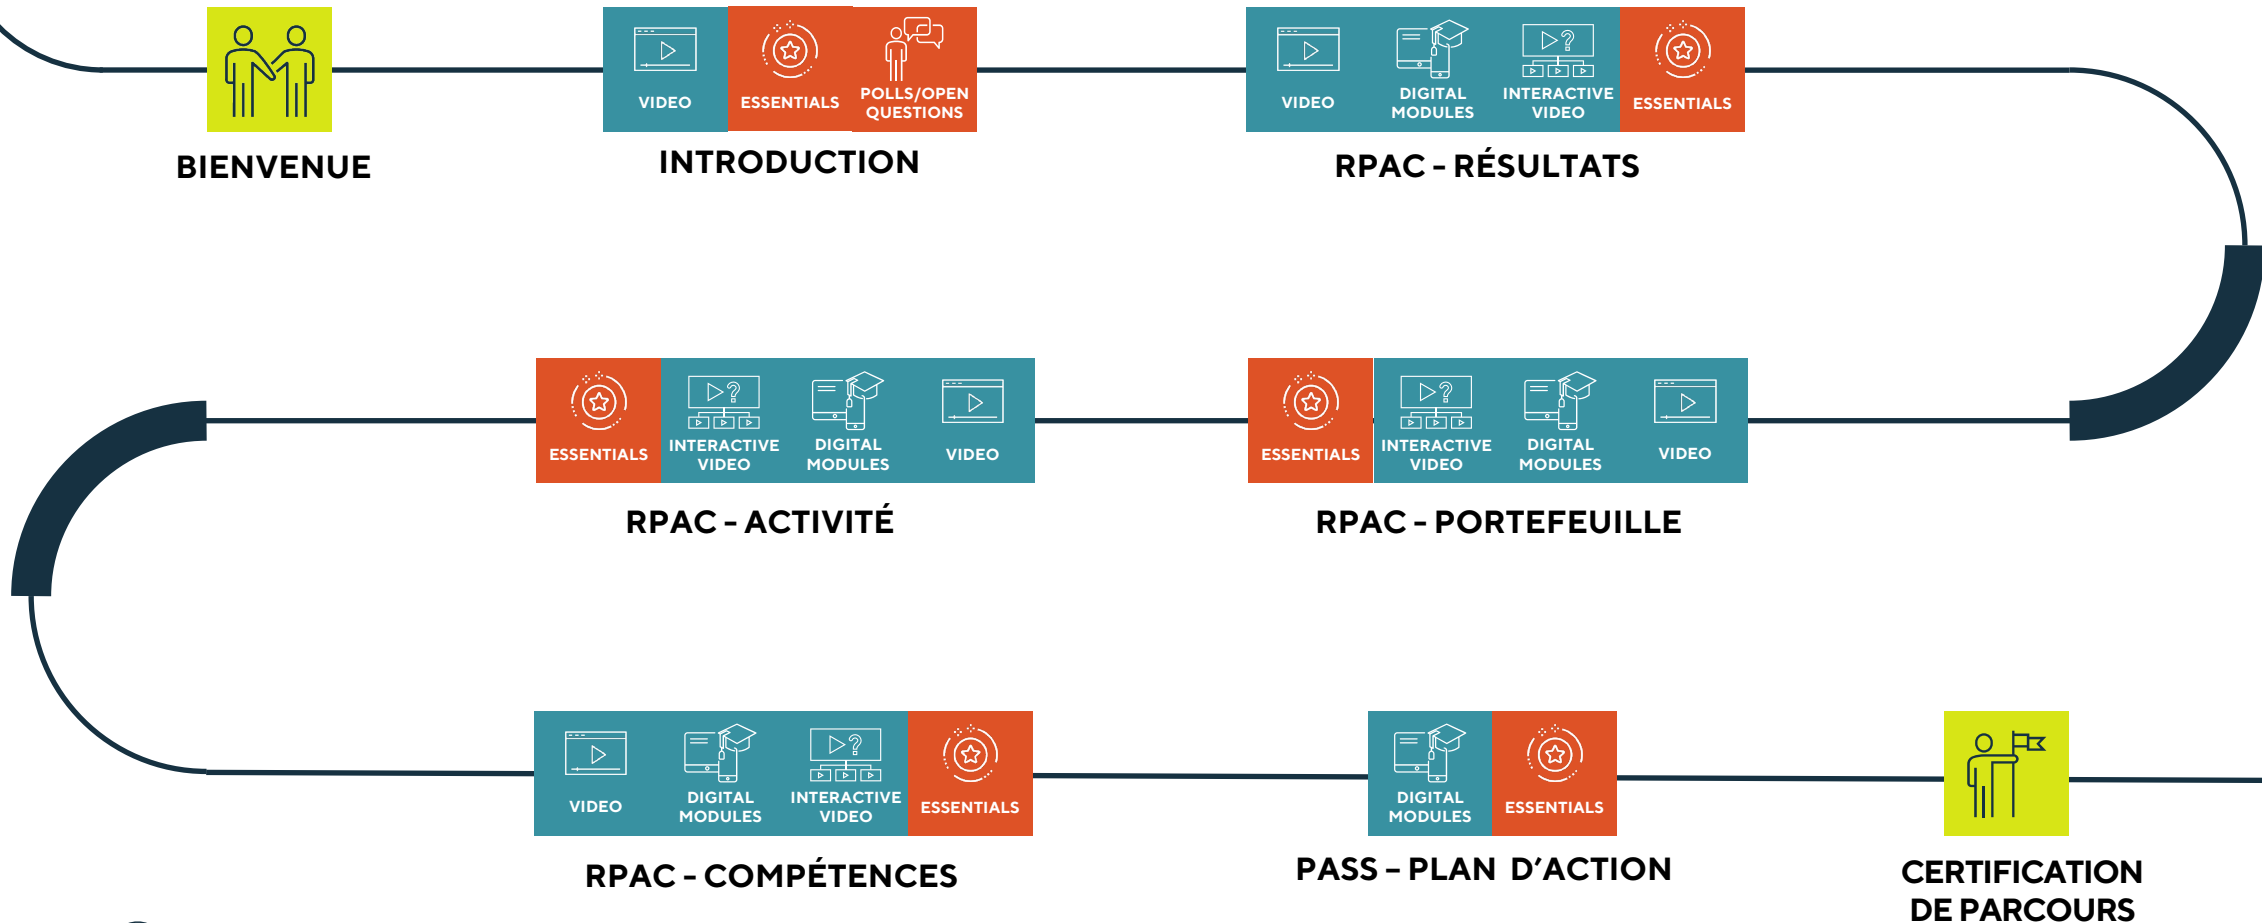 VIDEO
ESSENTIALS
POLLS/OPEN
QUESTIONS
VIDEO
DIGITAL
MODULES
INTERACTIVE
VIDEO
ESSENTIALS
BIENVENUE
INTRODUCTION
RPAC – RÉSULTATS
ESSENTIALS
INTERACTIVE
VIDEO
DIGITAL
MODULES
VIDEO
RPAC – ACTIVITÉ
ESSENTIALS
INTERACTIVE
VIDEO
DIGITAL
MODULES
VIDEO
RPAC – PORTEFEUILLE
VIDEO
DIGITAL
MODULES
INTERACTIVE
VIDEO
ESSENTIALS
RPAC – COMPÉTENCES
DIGITAL
MODULES
ESSENTIALS
PASS – PLAN D’ACTION
CERTIFICATION
DE PARCOURS